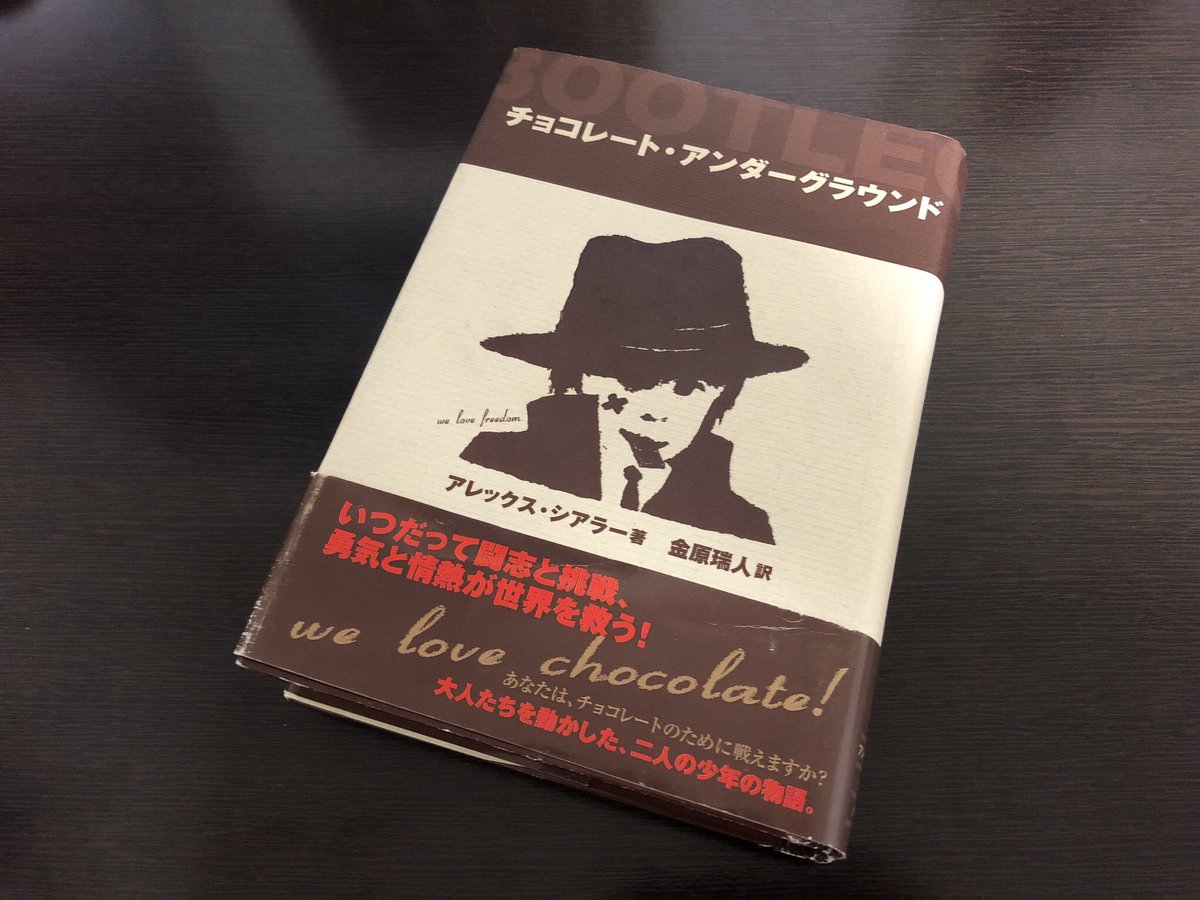 BOOTLEG
チョコレート・アンダーグラウンド
we love freedom
アレックス・シアラー著 金原瑞人訳
いつだって闘志と挑戦、
勇気と情熱が世界を救う!
we love chocolate!
あなたは、チョコレートのために戦えますか?
大人たちを動かした、二人の少年の物語。